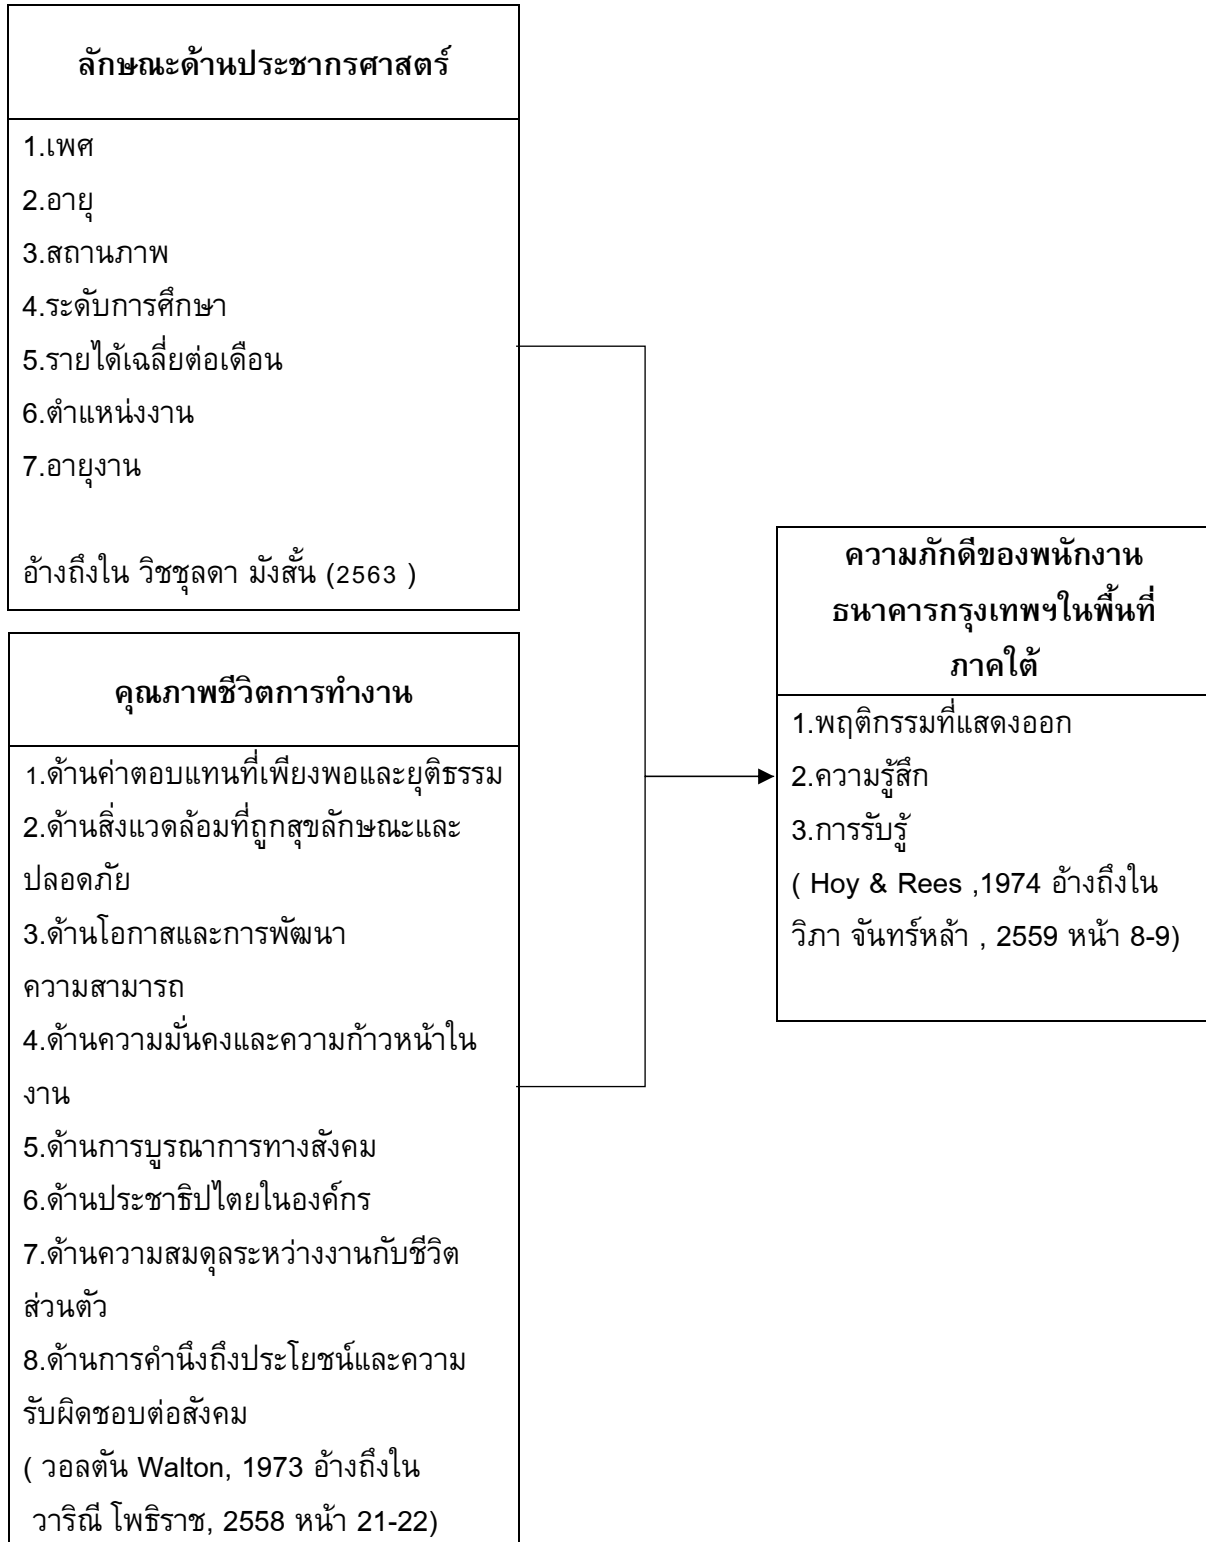 ลักษณะด้านประชากรศาสตร์
1.เพศ
2.อายุ
3.สถานภาพ
4.ระดับการศึกษา
5.รายได้เฉลี่ยต่อเดือน
6.ตำแหน่งงาน
7.อายุงาน
อ้างถึงใน วิชชุลดา มังสั้น (2563 )
คุณภาพชีวิตการทำงาน
1.ด้านค่าตอบแทนที่เพียงพอและยุติธรรม
2.ด้านสิ่งแวดล้อมที่ถูกสุขลักษณะและ
ปลอดภัย
3.ด้านโอกาสและการพัฒนา
ความสามารถ
4.ด้านความมั่นคงและความก้าวหน้าใน
งาน
5.ด้านการบูรณาการทางสังคม
6.ด้านประชาธิปไตยในองค์กร
7.ด้านความสมดุลระหว่างงานกับชีวิต
ส่วนตัว
8.ด้านการคำนึงถึงประโยชน์และความ
รับผิดชอบต่อสังคม
( วอลตัน Walton, 1973 อ้างถึงใน
วาริณี โพธิราช, 2558 หน้า 21-22)
ความภักดีของพนักงาน
ธนาคารกรุงเทพฯในพื้นที่
ภาคใต้
1.พฤติกรรมที่แสดงออก
2.ความรู้สึก
3.การรับรู้
( Hoy & Rees ,1974 อ้างถึงใน
วิภา จันทร์หล้า , 2559 หน้า 8-9)